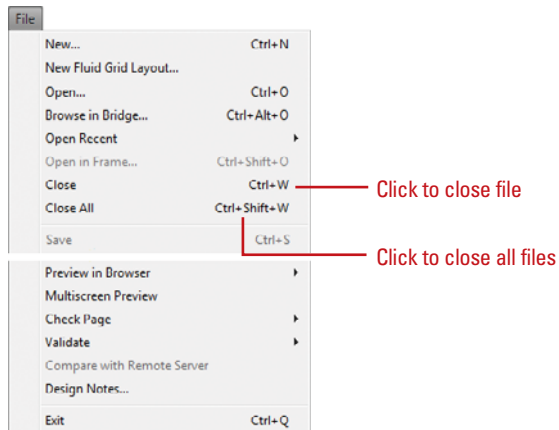 File
New... Ctrl+N
New Fluid Grid Layout...
Open... Ctrl+O
Browse in Bridge... Ctrl+Alt+O
Open Recent
Open in Frame... Ctrl+Shift+O
Close Ctrl+W Click to close file
Close All Ctrl+Shift+W
Save Ctrl+S
Click to close all files
Preview in Browser
Multiscreen Preview
Check Page
Validate
Compare with Remote Server
Design Notes...
Exit Ctrl+Q